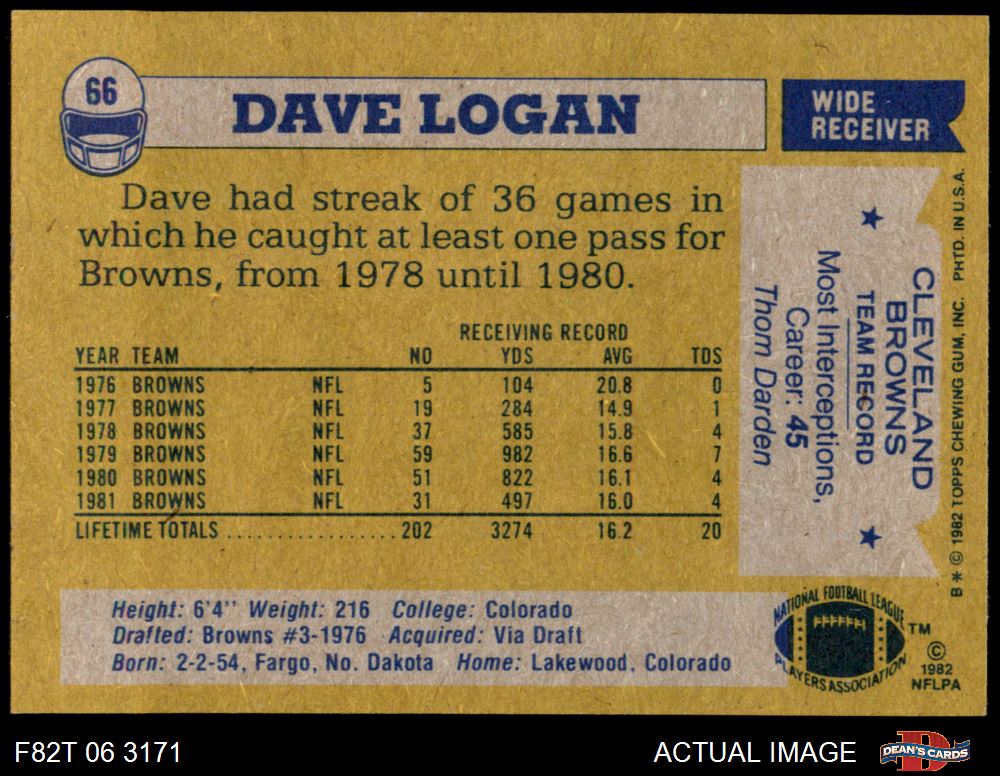 66
DAVE LOGAN
WIDE
RECEIVER
Dave had streak of 36 games in
which he caught at least one pass for
Browns, from 1978 until 1980.
RECEIVING RECORD
YEAR TEAM NO YDS AVG TDS
1976 BROWNS NFL 5 104 20.8 0
1977 BROWNS NFL 19 284 14.9 1
1978 BROWNS NFL 37 585 15.8 4
1979 BROWNS NFL 59 982 16.6 7
1980 BROWNS NFL 51 822 16.1 4
1981 BROWNS NFL 31 497 16.0 4
LIFETIME TOTALS ................. 202 3274 16.2 20
CLEVELAND
BROWNS
TEAM RECORD
Most Interceptions,
Career: 45
Thom Darden
B* © 1982 TOPPS CHEWING GUM, INC. PHTD. IN U.S.A.
Height: 6'4" Weight: 216 College: Colorado
Drafted: Browns #3-1976 Acquired: Via Draft
Born: 2-2-54, Fargo, No. Dakota Home: Lakewood, Colorado
NATIONAL FOOTBALL LEAGUE
PLAYERS ASSOCIATION
TM
©
1982
NFLPA
F82T 06 3171
ACTUAL IMAGE
D
DEAN'S CARDS